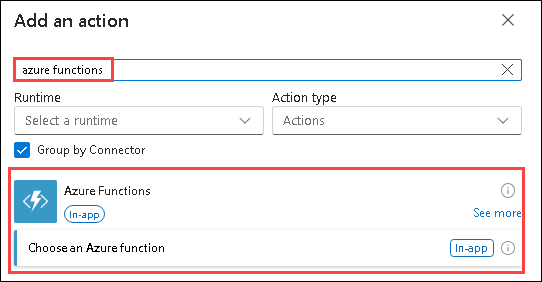 Add an action
azure functions
Runtime
Action type
Select a runtime
Actions
Group by Connector
Azure Functions
In-app
See more
Choose an Azure function
In-app